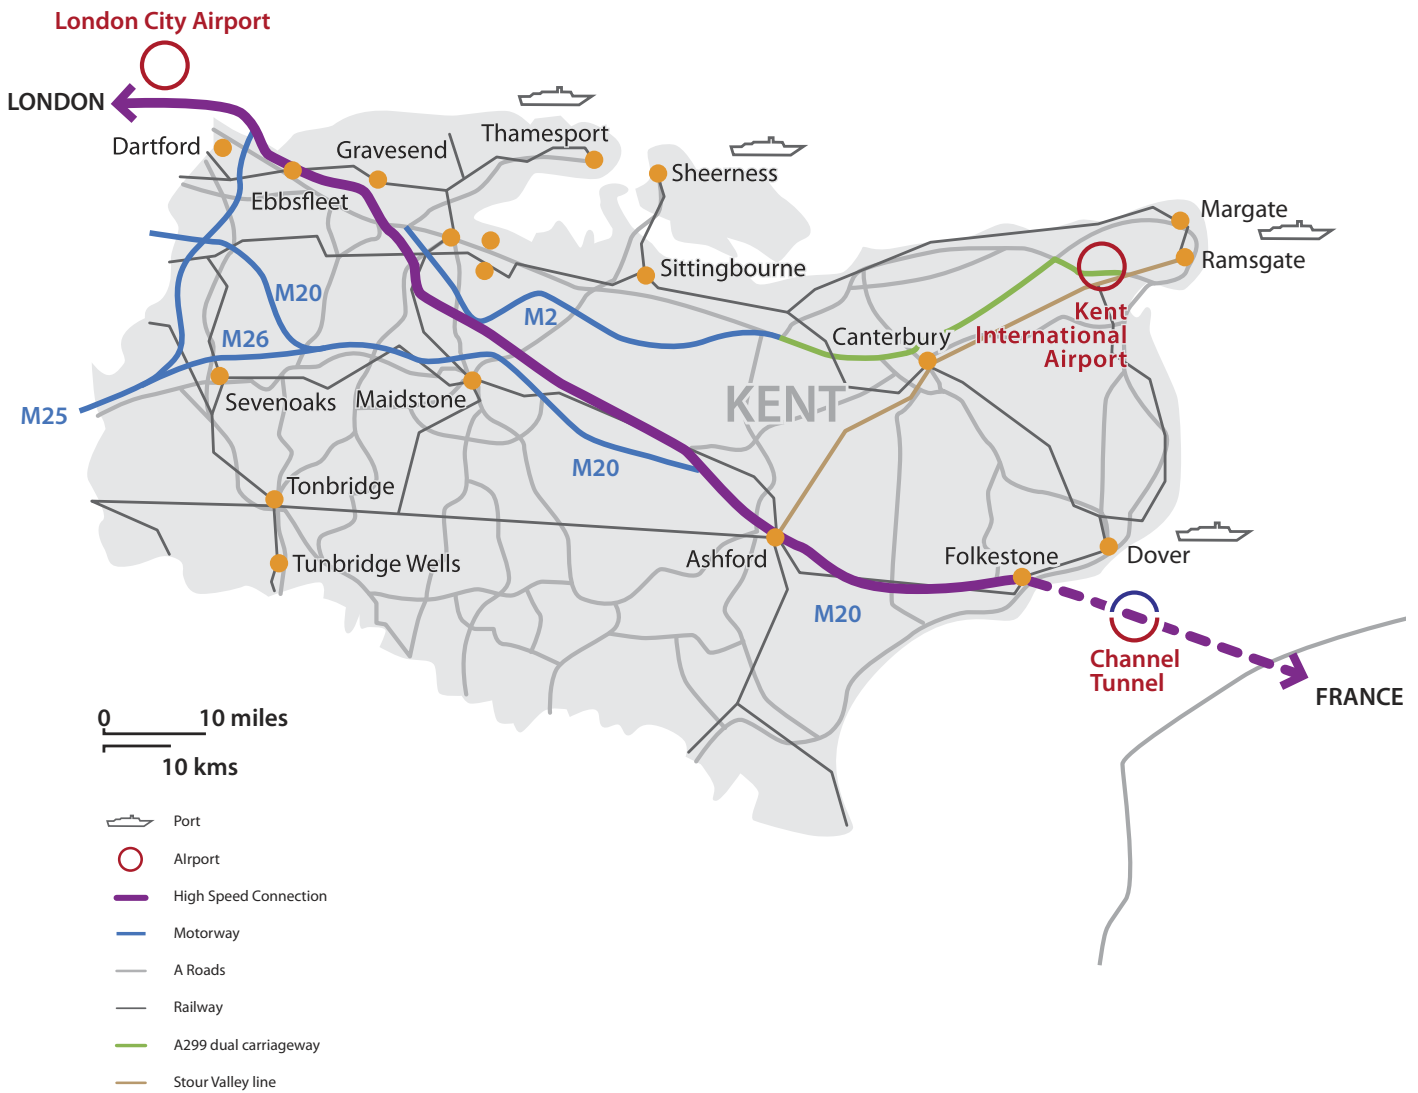 London City Airport
LONDON
Dartford
Gravesend
Thamesport
Sheerness
Ebbsfleet
Margate
Ramsgate
Sittingbourne
M20
M2
M26
Kent
International
Airport
Canterbury
Sevenoaks
Maidstone
KENT
M25
M20
Tonbridge
Tunbridge Wells
Ashford
Folkestone
Dover
M20
Channel
Tunnel
FRANCE
0 10 miles
10 kms
Port
AIrport
High Speed Connection
Motorway
A Roads
Railway
A299 dual carriageway
Stour Valley line